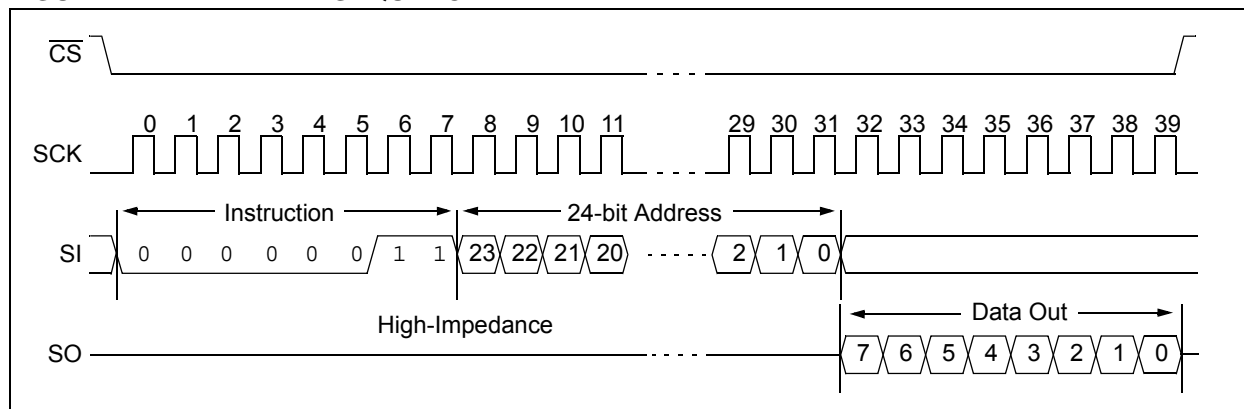 CS
0 1 2 3 4 5 6 7 8 9 10 11 29 30 31 32 33 34 35 36 37 38 39
SCK
Instruction 24-bit Address
SI 0 0 0 0 0 0 1 1 23 22 21 20 2 1 0
Data Out
High-Impedance
SO 7 6 5 4 3 2 1 0